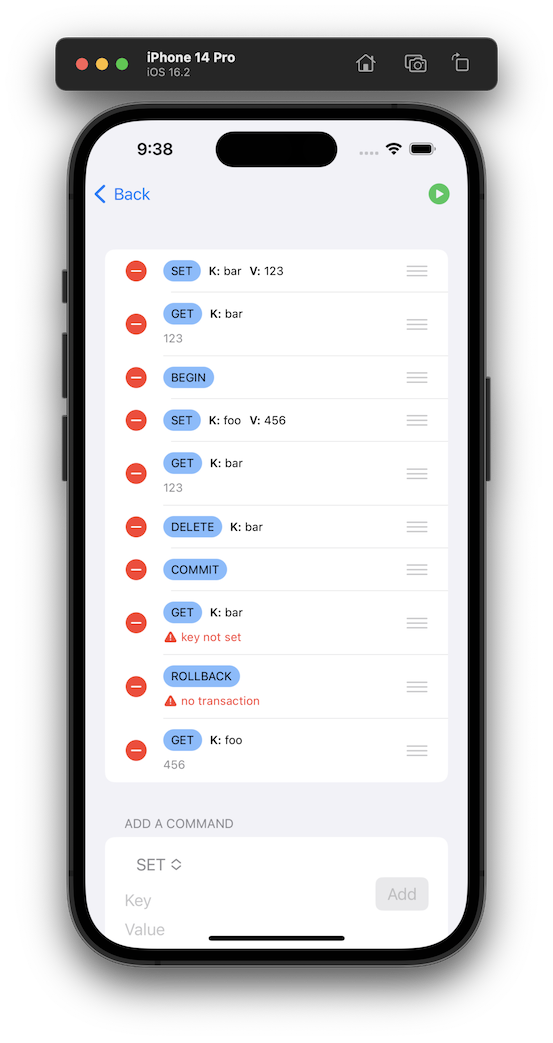 iPhone 14 Pro
iOS 16.2
9:38
Back
SET K: bar V: 123
GET K: bar
123
BEGIN
SET K: foo V: 456
GET K: bar
123
DELETE K: bar
COMMIT
GET K: bar
key not set
ROLLBACK
no transaction
GET K: foo
456
ADD A COMMAND
SET
Key
Add
Value